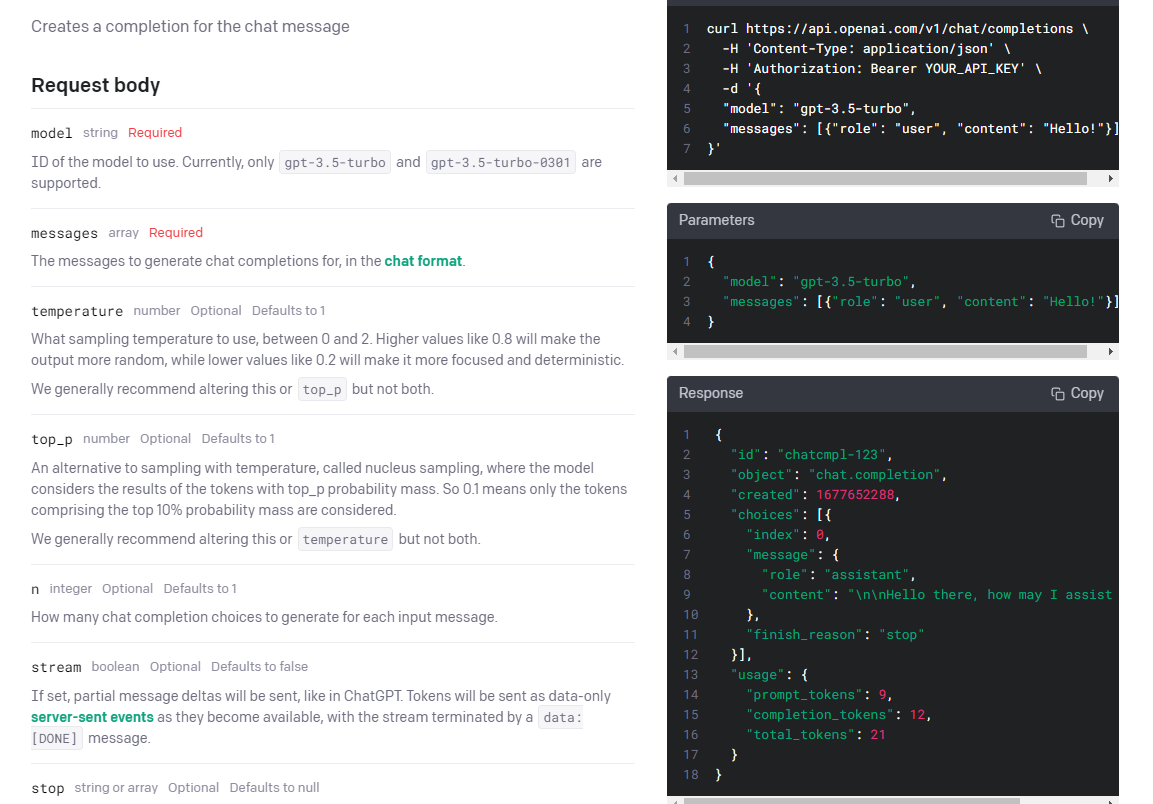 Creates a completion for the chat message
Request body
model string Required
ID of the model to use. Currently, only gpt-3.5-turbo and gpt-3.5-turbo-0301 are
supported.
messages array Required
The messages to generate chat completions for, in the chat format.
temperature number Optional Defaults to 1
What sampling temperature to use, between 0 and 2. Higher values like 0.8 will make the
output more random, while lower values like 0.2 will make it more focused and deterministic.
We generally recommend altering this or top_p but not both.
top_p number Optional Defaults to 1
An alternative to sampling with temperature, called nucleus sampling, where the model
considers the results of the tokens with top_p probability mass. So 0.1 means only the tokens
comprising the top 10% probability mass are considered.
We generally recommend altering this or temperature but not both.
n integer Optional Defaults to 1
How many chat completion choices to generate for each input message.
stream boolean Optional Defaults to false
If set, partial message deltas will be sent, like in ChatGPT. Tokens will be sent as data-only
server-sent events as they become available, with the stream terminated by a data:
[DONE] message.
stop string or array Optional Defaults to null
1 curl https://api.openai.com/v1/chat/completions \
2 -H 'Content-Type: application/json' \
3 -H 'Authorization: Bearer YOUR_API_KEY' \
4 -d '{
5 "model": "gpt-3.5-turbo",
6 "messages": [{"role": "user", "content": "Hello!"}]
7 }'
Parameters Copy
1 {
2 "model": "gpt-3.5-turbo",
3 "messages": [{"role": "user", "content": "Hello!"}]
4 }
Response Copy
1 {
2 "id": "chatcmpl-123",
3 "object": "chat.completion",
4 "created": 1677652288,
5 "choices": [{
6 "index": 0,
7 "message": {
8 "role": "assistant",
9 "content": "\n\nHello there, how may I assist
10 },
11 "finish_reason": "stop"
12 }],
13 "usage": {
14 "prompt_tokens": 9,
15 "completion_tokens": 12,
16 "total_tokens": 21
17 }
18 }